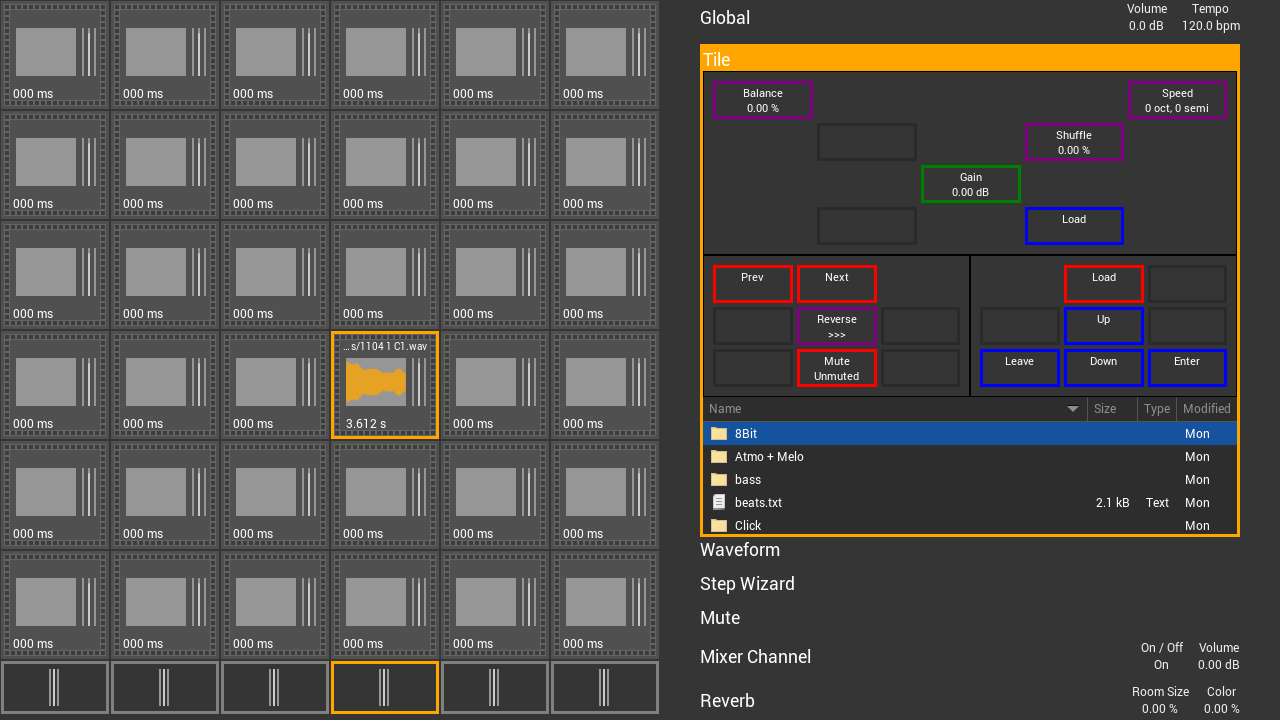 000 ms 000 ms 000 ms 000 ms 000 ms 000 ms
000 ms 000 ms 000 ms 000 ms 000 ms 000 ms
000 ms 000 ms 000 ms 000 ms 000 ms 000 ms
...s/1104 1 C1.wav
000 ms 000 ms 000 ms 3.612 s 000 ms 000 ms
000 ms 000 ms 000 ms 000 ms 000 ms 000 ms
000 ms 000 ms 000 ms 000 ms 000 ms 000 ms
Global
Volume Tempo
0.0 dB 120.0 bpm
Tile
Balance
0.00 %
Speed
0 oct, 0 semi
Shuffle
0.00 %
Gain
0.00 dB
Load
Prev Next
Reverse
>>>
Mute
Unmuted
Load
Up
Leave Down Enter
Name Size Type Modified
8Bit Mon
Atmo + Melo Mon
bass Mon
beats.txt 2.1 kB Text Mon
Click Mon
Waveform
Step Wizard
Mute
Mixer Channel
On / Off Volume
On 0.00 dB
Reverb
Room Size Color
0.00 % 0.00 %